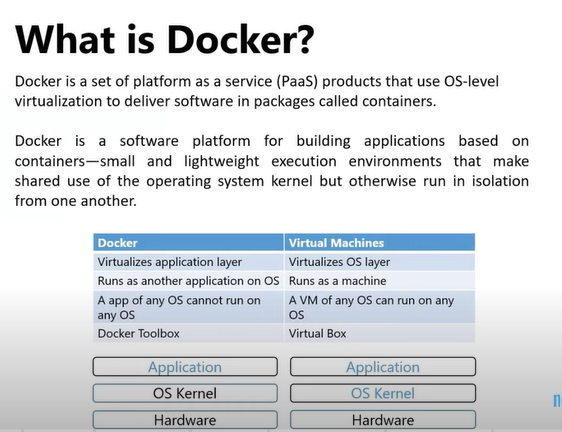 What is Docker?
Docker is a set of platform as a service (PaaS) products that use OS-level
virtualization to deliver software in packages called containers.
Docker is a software platform for building applications based on
containers—small and lightweight execution environments that make
shared use of the operating system kernel but otherwise run in isolation
from one another.
Docker Virtual Machines
Virtualizes application layer Virtualizes OS layer
Runs as another application on OS Runs as a machine
A app of any OS cannot run on A VM of any OS can run on any
any OS OS
Docker Toolbox Virtual Box
Application Application
OS Kernel OS Kernel
Hardware Hardware